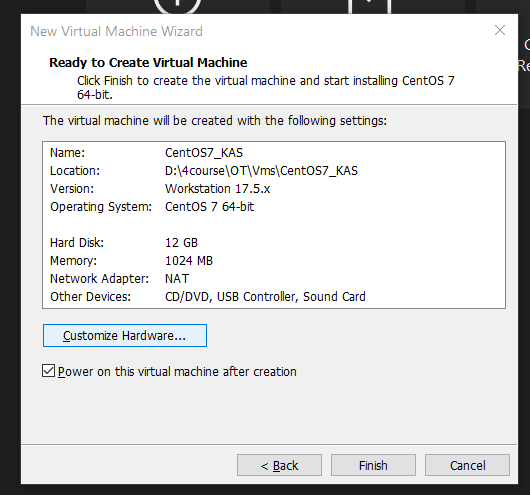 New Virtual Machine Wizard
Ready to Create Virtual Machine
Click Finish to create the virtual machine and start installing CentOS 7
64-bit.
The virtual machine will be created with the following settings:
Name: CentOS7_KAS
Location: D:\4course\OT\Vms\CentOS7_KAS
Version: Workstation 17.5.x
Operating System: CentOS 7 64-bit
Hard Disk: 12 GB
Memory: 1024 MB
Network Adapter: NAT
Other Devices: CD/DVD, USB Controller, Sound Card
Customize Hardware...
Power on this virtual machine after creation
< Back Finish Cancel